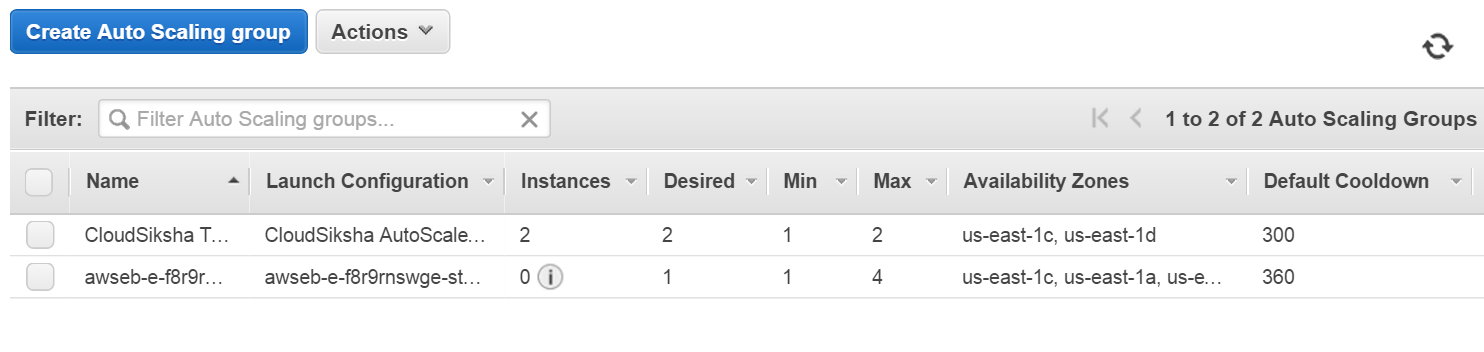 Create Auto Scaling group Actions
Filter: Filter Auto Scaling groups... 1 to 2 of 2 Auto Scaling Groups
Name Launch Configuration Instances Desired Min Max Availability Zones Default Cooldown
CloudSiksha T... CloudSiksha AutoScale... 2 2 1 2 us-east-1c, us-east-1d 300
awseb-e-f8r9r... awseb-e-f8r9rnswge-st... 0 i 1 1 4 us-east-1c, us-east-1a, us-e... 360